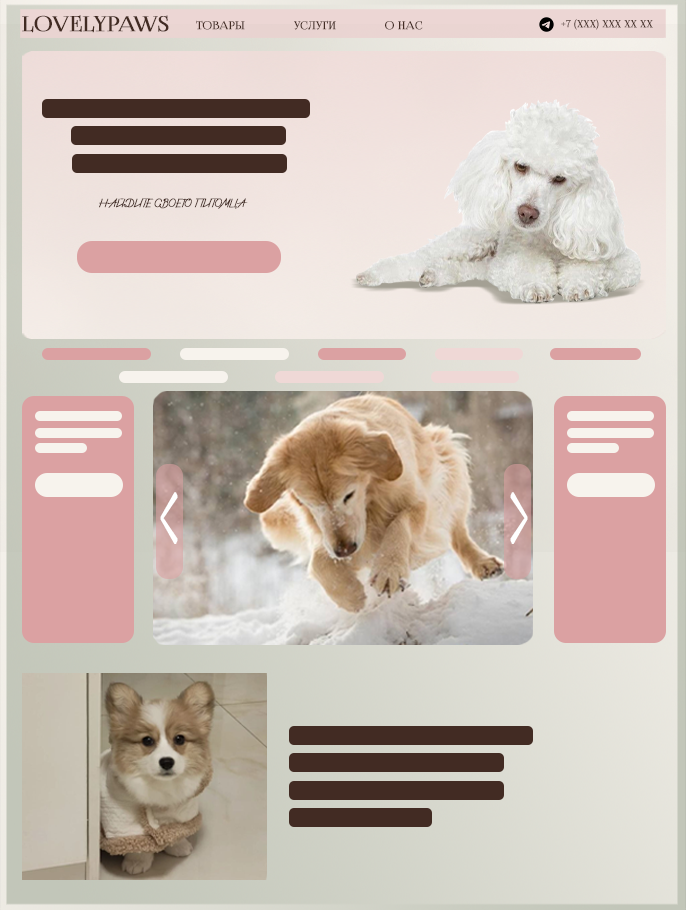 LOVELYPAWS
ТОВАРЫ
УСЛУГИ
О НАС
+7 (XXX) XXX XX XX
НАЙДИТЕ СВОЕГО ПИТОМЦА